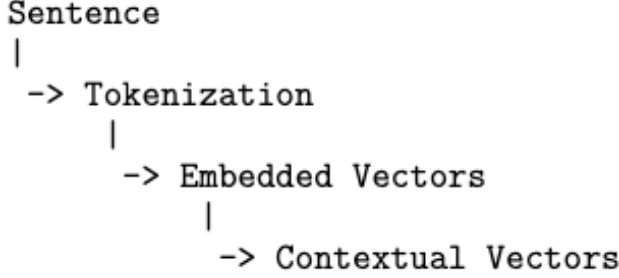 Sentence
|
-> Tokenization
|
-> Embedded Vectors
|
-> Contextual Vectors